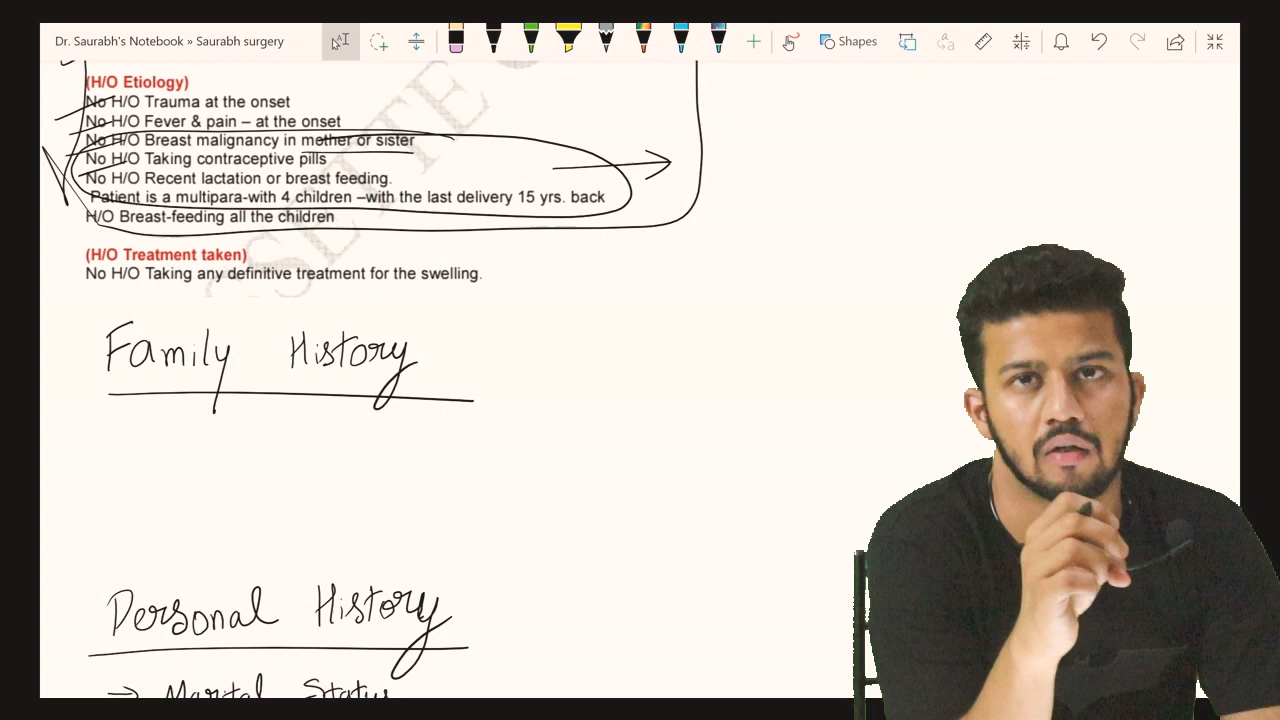 Dr. Saurabh's Notebook » Saurabh surgery
Shapes
(H/O Etiology)
No H/O Trauma at the onset
No H/O Fever & pain – at the onset
No H/O Breast malignancy in mother or sister
No H/O Taking contraceptive pills
No H/O Recent lactation or breast feeding.
Patient is a multipara-with 4 children –with the last delivery 15 yrs. back
H/O Breast-feeding all the children
(H/O Treatment taken)
No H/O Taking any definitive treatment for the swelling.
Family History
Personal History
→ Marital Status